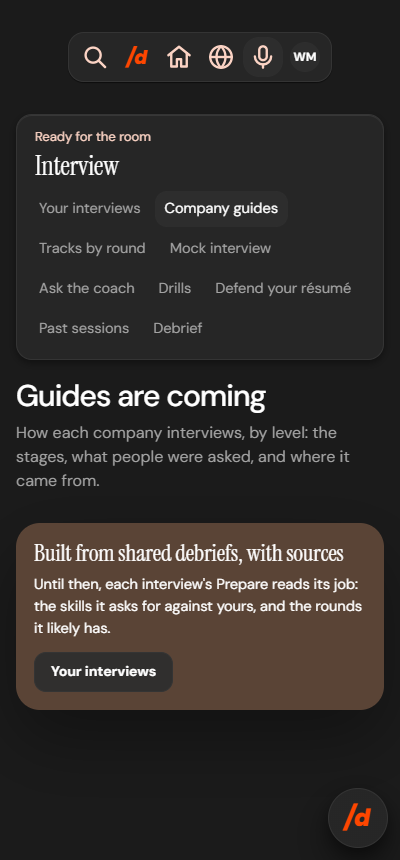 /d
WM
Ready for the room
Interview
Your interviews Company guides
Tracks by round Mock interview
Ask the coach Drills Defend your résumé
Past sessions Debrief
Guides are coming
How each company interviews, by level: the
stages, what people were asked, and where it
came from.
Built from shared debriefs, with sources
Until then, each interview's Prepare reads its job:
the skills it asks for against yours, and the rounds
it likely has.
Your interviews
/d